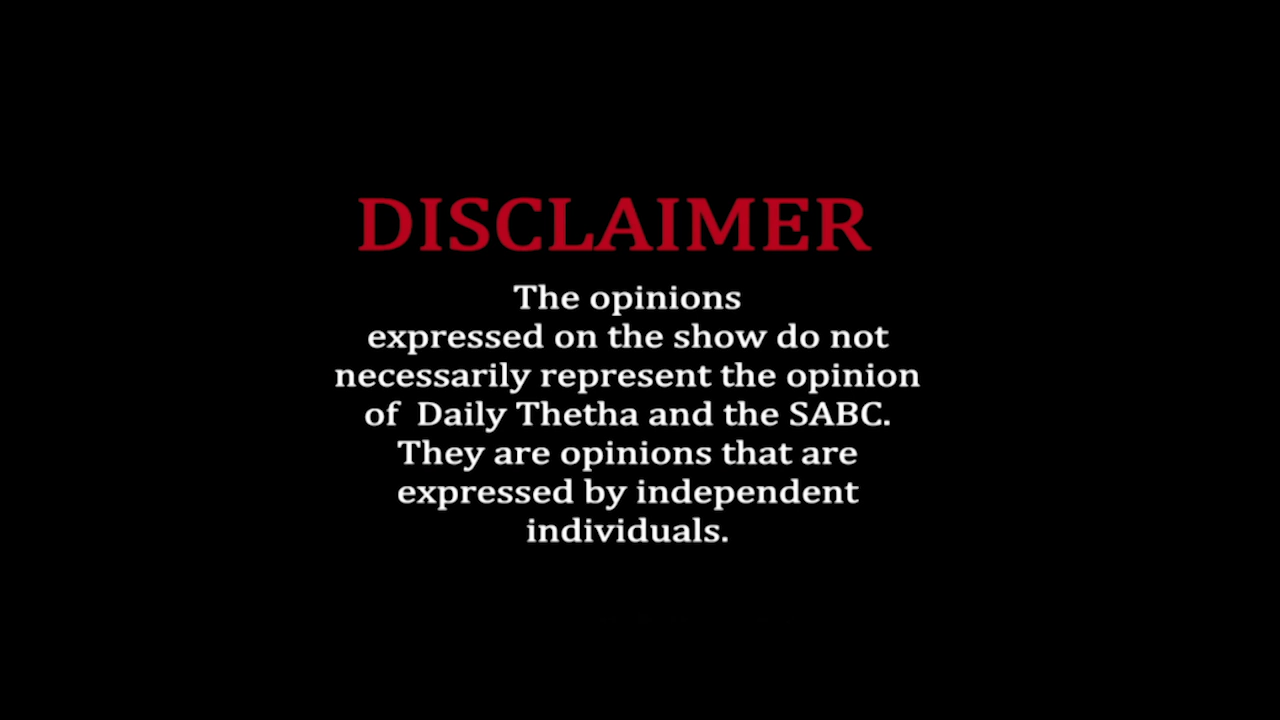 DISCLAIMER
The opinions
expressed on the show do not
necessarily represent the opinion
of  Daily Thetha and the SABC.
They are opinions that are
expressed by independent
individuals.